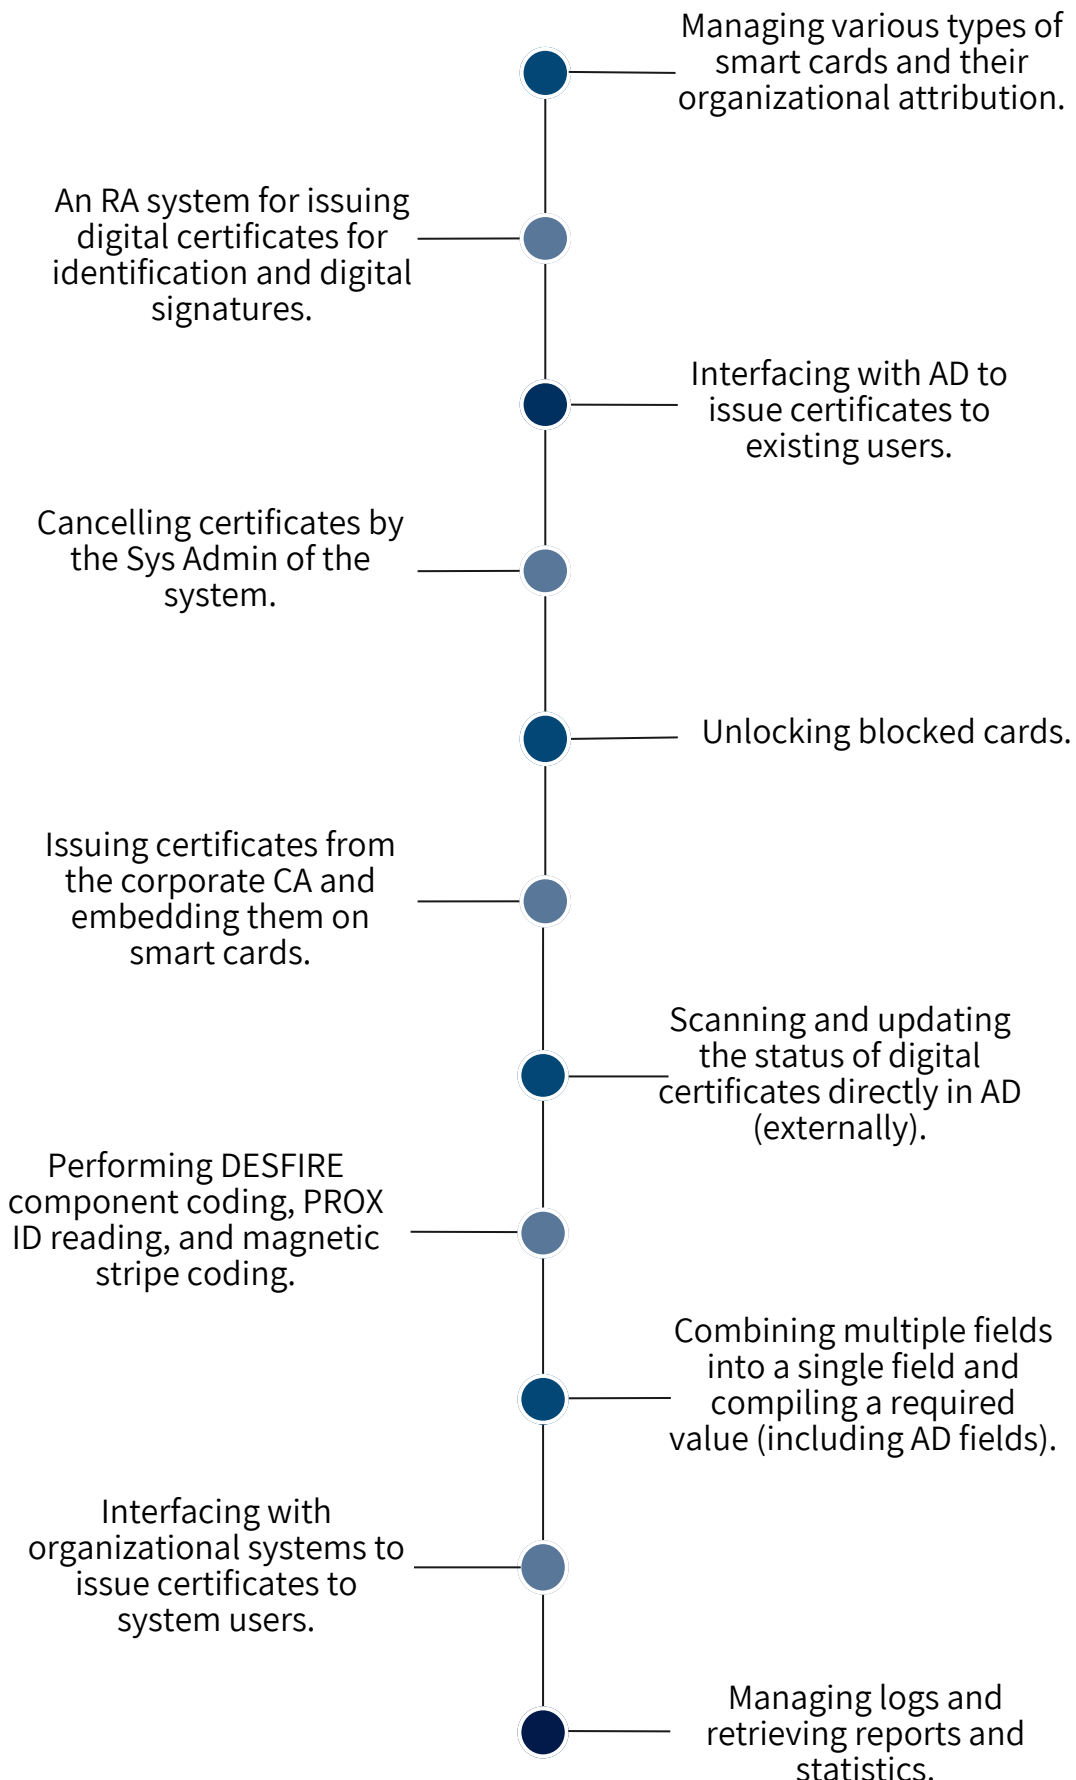 Managing various types of
smart cards and their
organizational attribution.
An RA system for issuing
digital certificates for
identification and digital
signatures.
Interfacing with AD to
issue certificates to
existing users.
Cancelling certificates by
the Sys Admin of the
system.
Unlocking blocked cards.
Issuing certificates from
the corporate CA and
embedding them on
smart cards.
Scanning and updating
the status of digital
certificates directly in AD
(externally).
Performing DESFIRE
component coding, PROX
ID reading, and magnetic
stripe coding.
Combining multiple fields
into a single field and
compiling a required
value (including AD fields).
Interfacing with
organizational systems to
issue certificates to
system users.
Managing logs and
retrieving reports and
statistics.